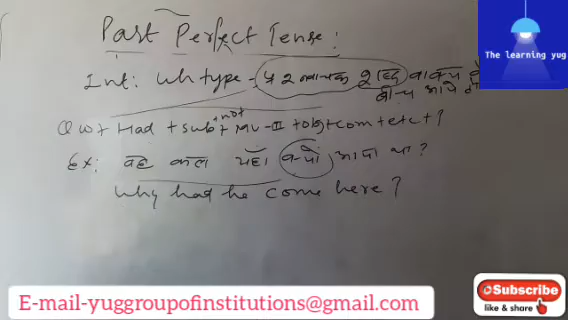 Past Perfect Tense:
Int: Wh type - प्रश्नवाचक शब्द वाक्य के
बीच मे आये तो
QW + Had + sub + not + MV-III + obj + com + etc + ?
Ex: वह कल यहाँ क्यों आया था?
Why had he come here?
The learning yug
Subscribe
like & share
E-mail-yuggroupofinstitutions@gmail.com